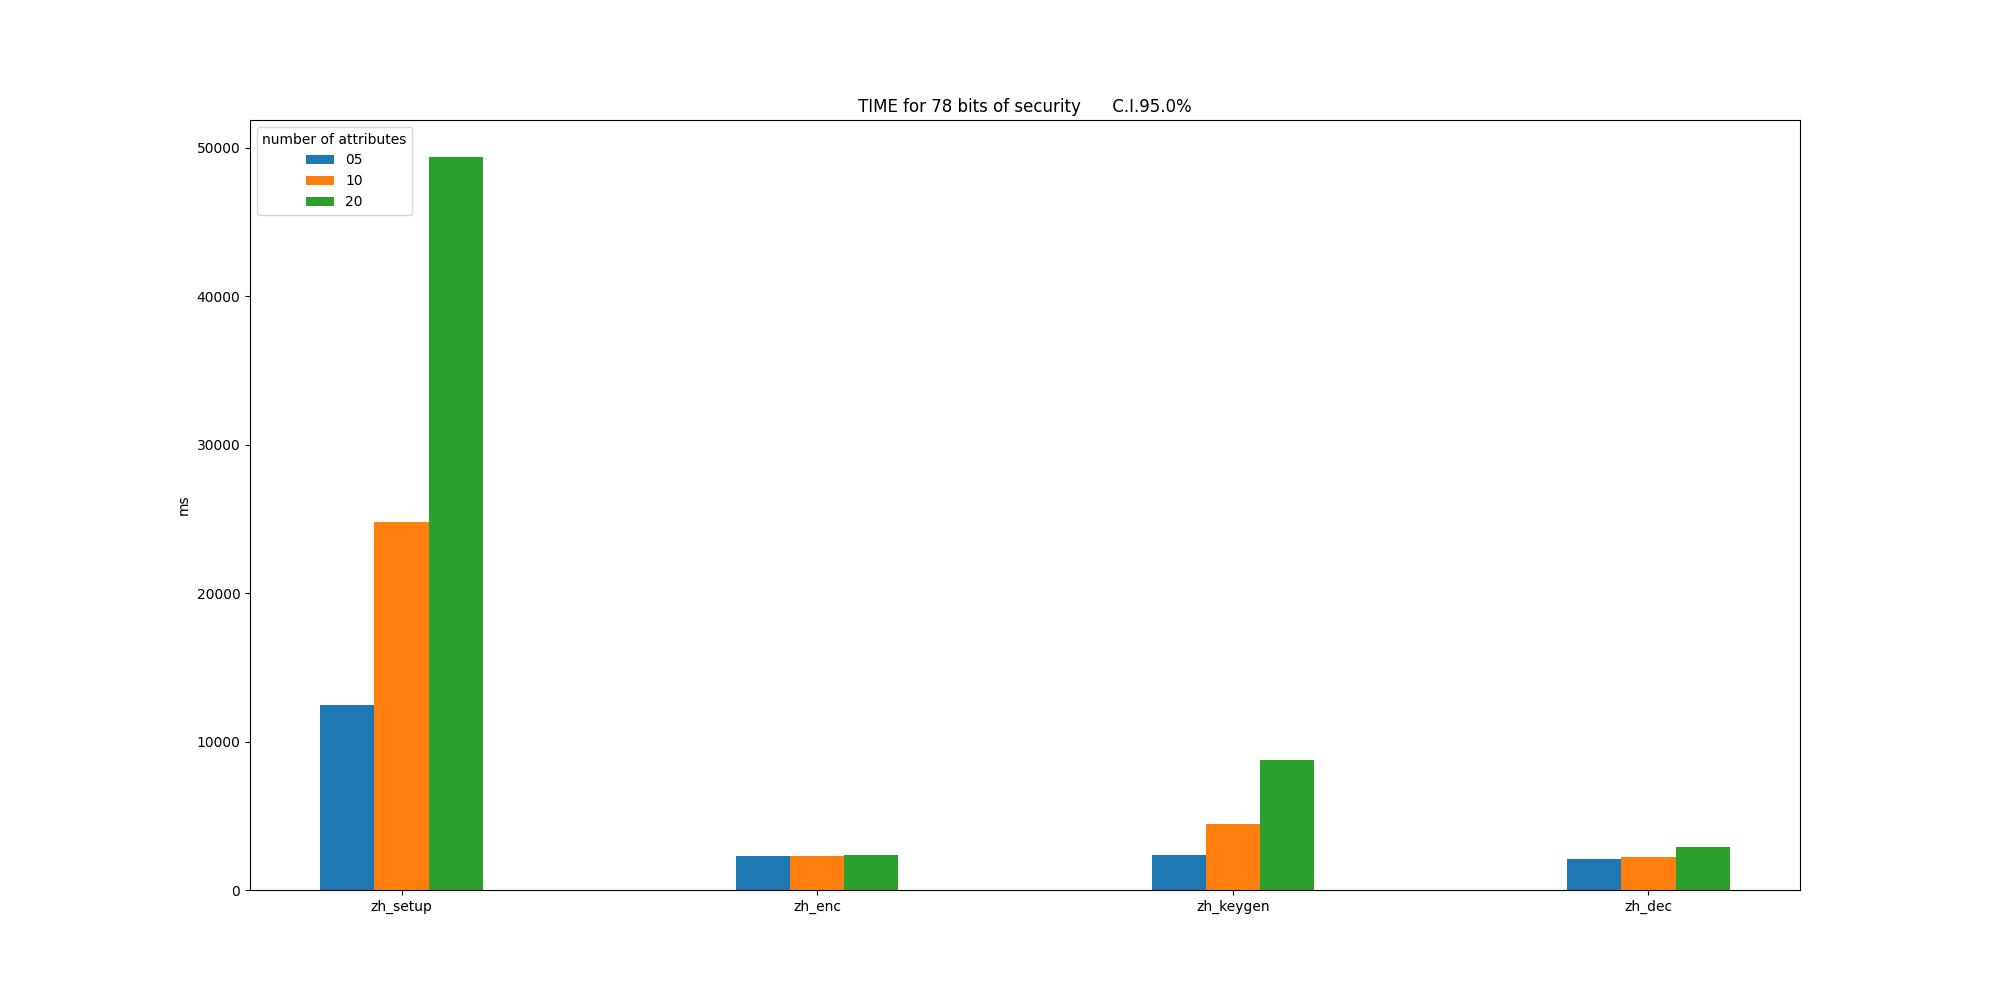 TIME for 78 bits of security C.I.95.0%
number of attributes
05
10
20
50000
40000
30000
20000
10000
0
ms
zh_setup
zh_enc
zh_keygen
zh_dec